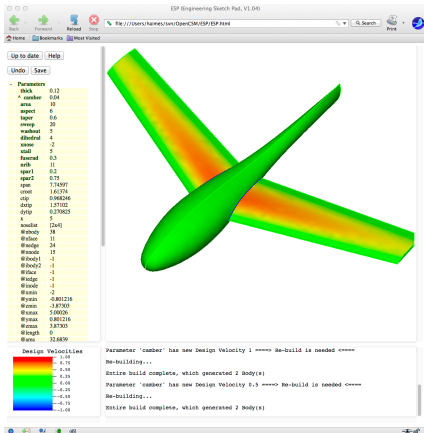 ESP (Engineering Sketch Pad, V1.04)
Back Forward Reload Stop file:///Users/haimes/svn/OpenCSM/ESP/ESP.html Search Print
Home Bookmarks Most Visited
Up to date Help
Undo Save
- Parameters
thick 0.12
^ camber 0.04
area 10
aspect 6
taper 0.6
sweep 20
washout 5
dihedral 4
xnose -2
xtail 5
fuserad 0.3
nrib 11
spar1 0.2
spar2 0.75
span 7.74597
croot 1.61374
ctip 0.968246
dxtip 1.57102
dytip 0.270825
x 5
noselist [2x4]
@nbody 38
@nface 11
@nedge 24
@nnode 15
@ibody1 -1
@ibody2 -1
@iface -1
@iedge -1
@inode -1
@xmin -2
@ymin -0.801216
@zmin -3.87303
@xmax 5.00026
@ymax 0.801216
@zmax 3.87303
@length 0
@area 32.6839
Design Velocities
1.00
0.75
0.50
0.25
0.00
-0.25
-0.50
-0.75
-1.00
Parameter 'camber' has new Design Velocity 1 ====> Re-build is needed <====
Re-building...
Entire build complete, which generated 2 Body(s)
Parameter 'camber' has new Design Velocity 0.5 ====> Re-build is needed <====
Re-building...
Entire build complete, which generated 2 Body(s)